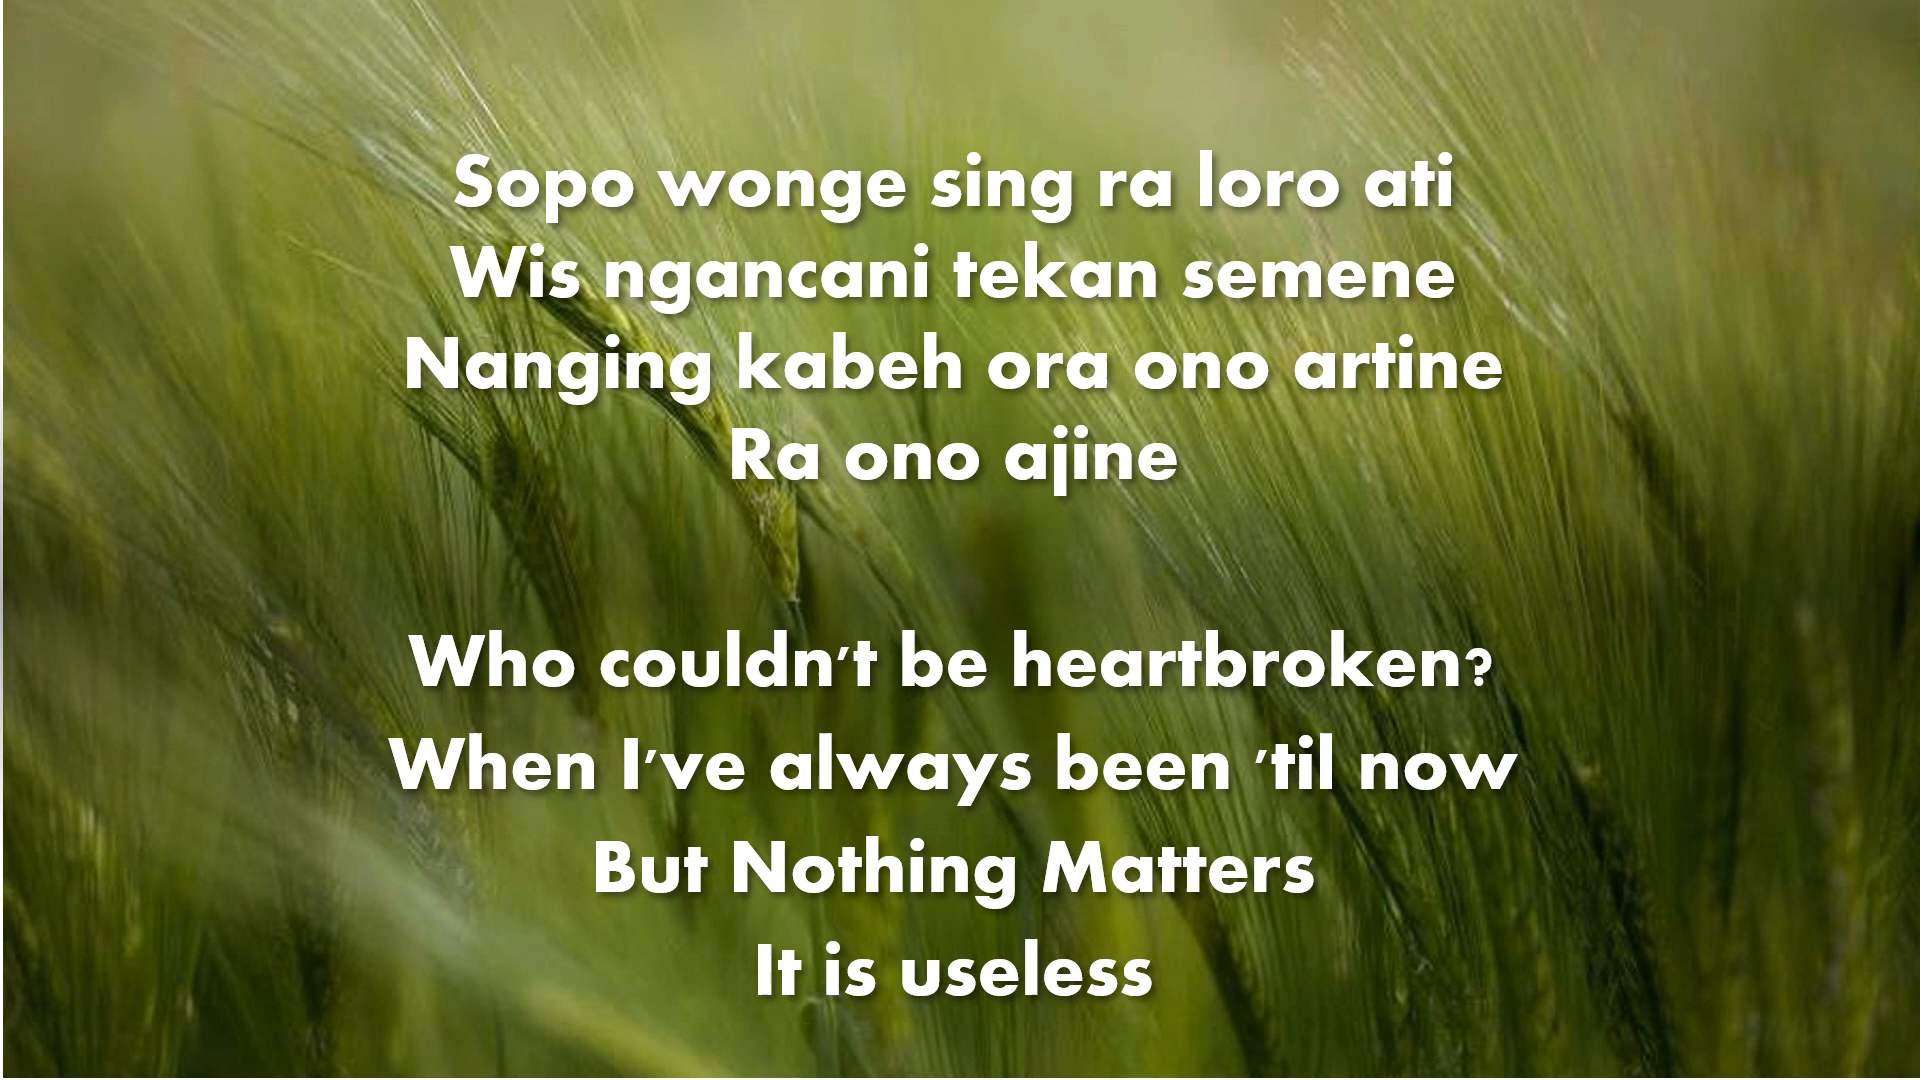 Sopo wonge sing ra loro ati
Wis ngancani tekan semene
Nanging kabeh ora ono artine
Ra ono ajine
Who couldn't be heartbroken?
When I've always been 'til now
But Nothing Matters
It is useless